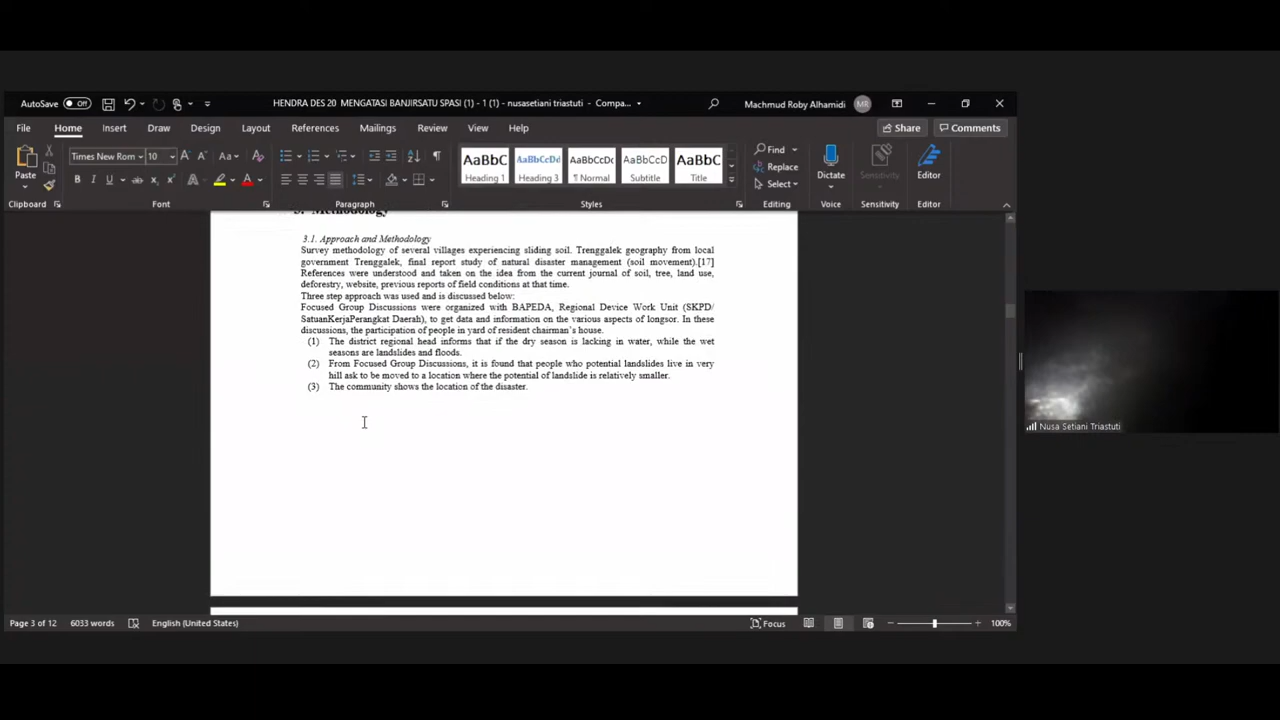 AutoSave Off HENDRA DES 20 MENGATASI BANJIRSATU SPASI (1) - 1 (1) - nusasetiani triastuti - Compa... Machmud Roby Alhamidi MR
File Home Insert Draw Design Layout References Mailings Review View Help Share Comments
Paste Times New Rom 10 Aa
B I U ab x₂ x² A A
AaBbC AaBbCcDd AaBbCcDd AaBbCcD AaBbC
Heading 1 Heading 3 ¶ Normal Subtitle Title
Find
Replace
Select
Dictate Sensitivity Editor
Clipboard Font Paragraph Styles Editing Voice Sensitivity Editor
3. Methodology
3.1. Approach and Methodology
Survey methodology of several villages experiencing sliding soil. Trenggalek geography from local
government Trenggalek, final report study of natural disaster management (soil movement).[17]
References were understood and taken on the idea from the current journal of soil, tree, land use,
deforestry, website, previous reports of field conditions at that time.
Three step approach was used and is discussed below:
Focused Group Discussions were organized with BAPEDA, Regional Device Work Unit (SKPD/
SatuanKerjaPerangkat Daerah), to get data and information on the various aspects of longsor. In these
discussions, the participation of people in yard of resident chairman's house.
(1) The district regional head informs that if the dry season is lacking in water, while the wet
seasons are landslides and floods.
(2) From Focused Group Discussions, it is found that people who potential landslides live in very
hill ask to be moved to a location where the potential of landslide is relatively smaller.
(3) The community shows the location of the disaster.
Nusa Setiani Triastuti
Page 3 of 12 6033 words English (United States) Focus 100%